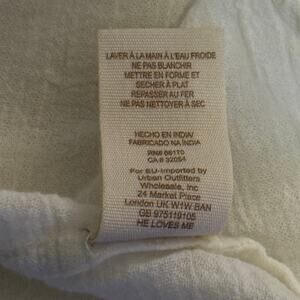 LAVER À LA MAIN À L'EAU FROIDE
NE PAS BLANCHIR
METTRE EN FORME ET
SECHER À PLAT
REPASSER AU FER
NE PAS NETTOYER À SEC
HECHO EN INDIA/
FABRICADO NA ÍNDIA
RN# 66170
CA# 32054
For EU-Imported by
Urban Outfitters
Wholesale, Inc
24 Market Place
London UK W1W 8AN
GB 975119105
HE LOVES ME